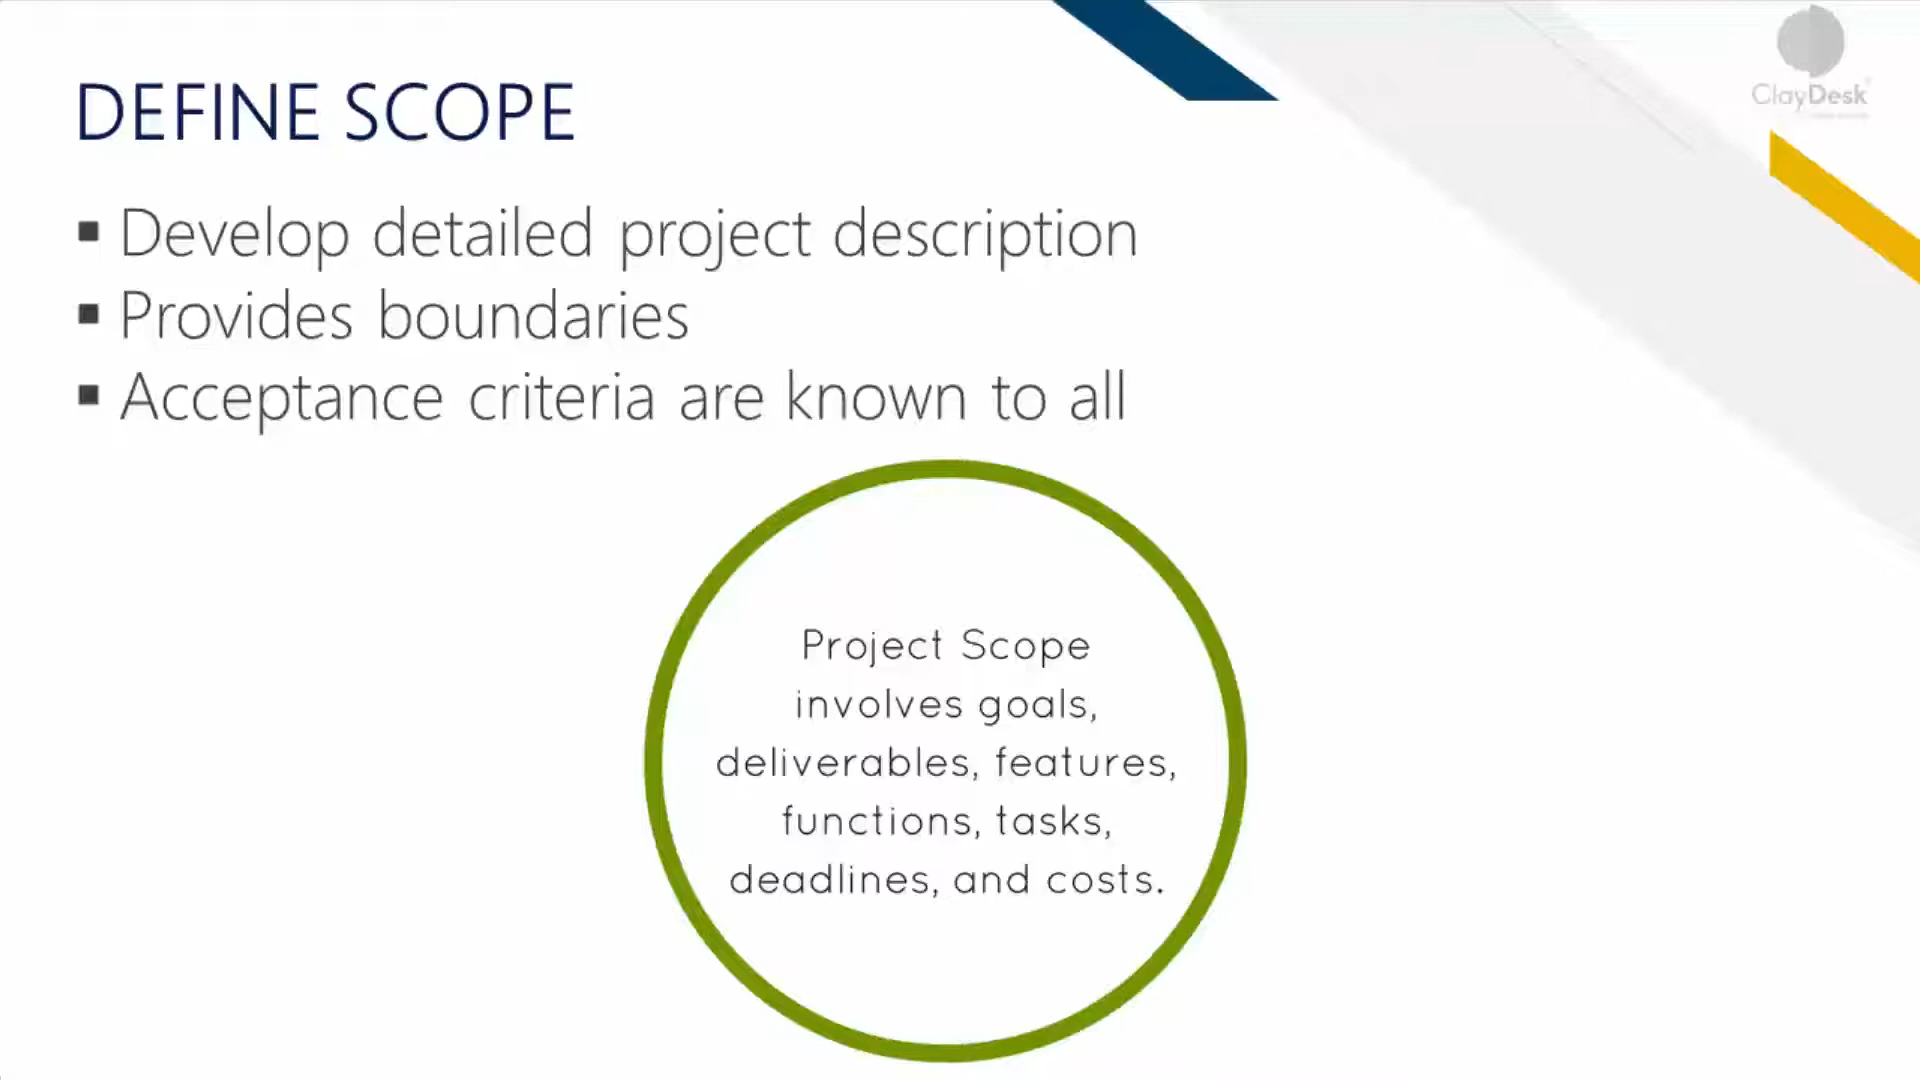 ClayDesk
DEFINE SCOPE
▪ Develop detailed project description
▪ Provides boundaries
▪ Acceptance criteria are known to all
Project Scope
involves goals,
deliverables, features,
functions, tasks,
deadlines, and costs.